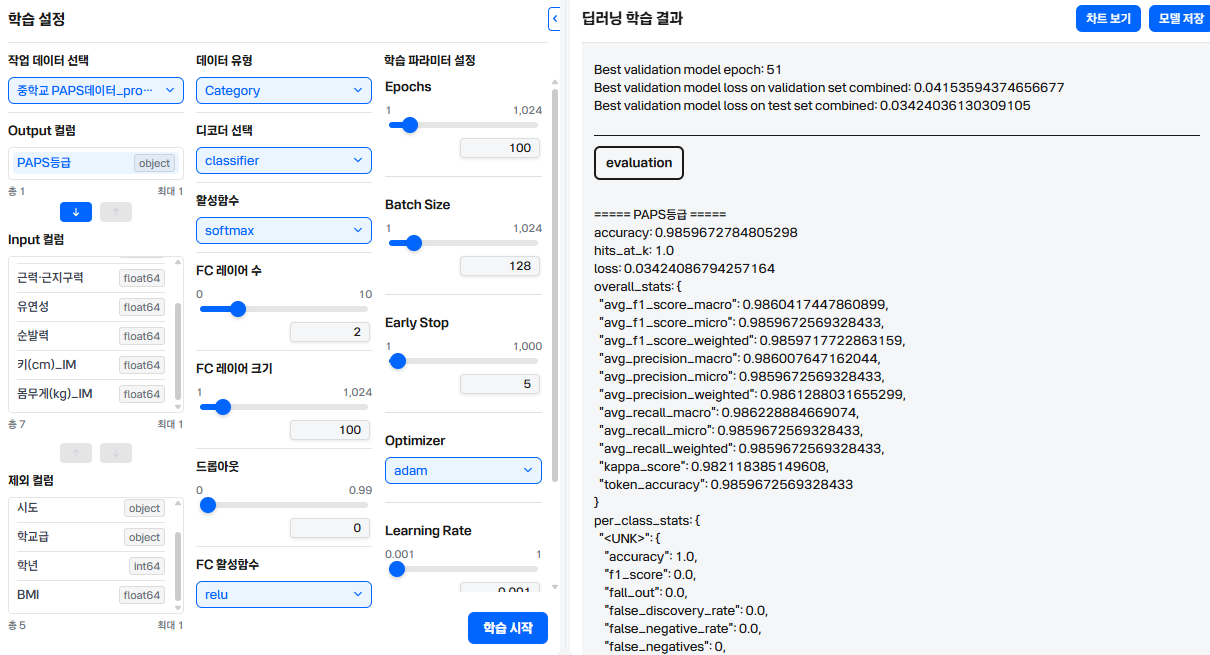 학습 설정
작업 데이터 선택
중학교 PAPS데이터_pro···
Output 컬럼
PAPS등급 object
총 1 최대 1
Input 컬럼
근력·근지구력 float64
유연성 float64
순발력 float64
키(cm)_IM float64
몸무게(kg)_IM float64
총 7 최대 1
제외 컬럼
시도 object
학교급 object
학년 int64
BMI float64
총 5 최대 1
데이터 유형
Category
디코더 선택
classifier
활성함수
softmax
FC 레이어 수
0 10
2
FC 레이어 크기
1 1,024
100
드롭아웃
0 0.99
0
FC 활성함수
relu
학습 파라미터 설정
Epochs
1 1,024
100
Batch Size
1 1,024
128
Early Stop
1 1,000
5
Optimizer
adam
Learning Rate
0.001 1
0.001
학습 시작
딥러닝 학습 결과
차트 보기
모델 저장
Best validation model epoch: 51
Best validation model loss on validation set combined: 0.04153594374656677
Best validation model loss on test set combined: 0.03424036130309105
evaluation
===== PAPS등급 =====
accuracy: 0.9859672784805298
hits_at_k: 1.0
loss: 0.03424086794257164
overall_stats: {
"avg_f1_score_macro": 0.9860417447860899,
"avg_f1_score_micro": 0.9859672569328433,
"avg_f1_score_weighted": 0.9859717722863159,
"avg_precision_macro": 0.986007647162044,
"avg_precision_micro": 0.9859672569328433,
"avg_precision_weighted": 0.9861288031655299,
"avg_recall_macro": 0.986228884669074,
"avg_recall_micro": 0.9859672569328433,
"avg_recall_weighted": 0.9859672569328433,
"kappa_score": 0.982118385149608,
"token_accuracy": 0.9859672569328433
}
per_class_stats: {
"<UNK>": {
"accuracy": 1.0,
"f1_score": 0.0,
"fall_out": 0.0,
"false_discovery_rate": 0.0,
"false_negative_rate": 0.0,
"false_negatives": 0,